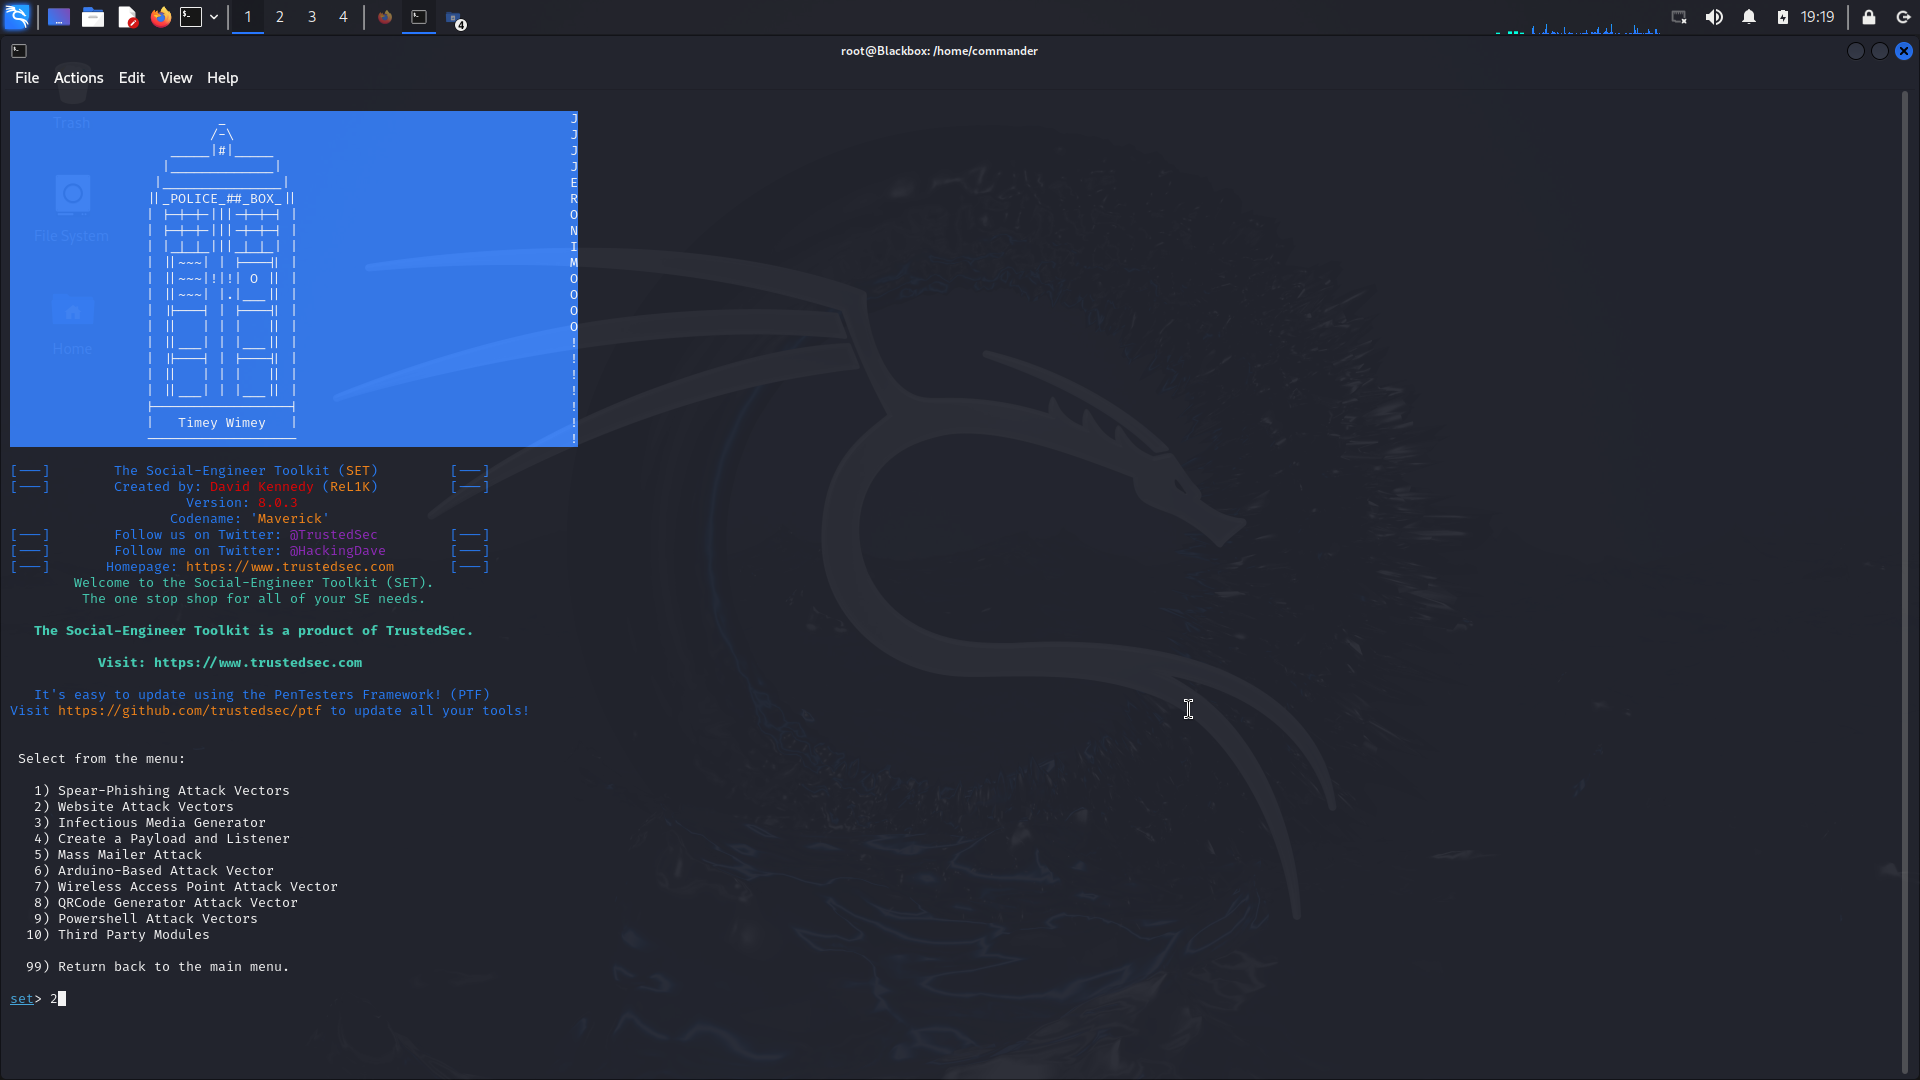 1 2 3 4
4
19:19
root@Blackbox: /home/commander
File Actions Edit View Help
Trash
File System
Home
_POLICE_##_BOX_
Timey Wimey
J
J
J
J
E
R
O
N
I
M
O
O
O
O
!
!
!
!
!
!
!
[---] The Social-Engineer Toolkit (SET) [---]
[---] Created by: David Kennedy (ReL1K) [---]
Version: 8.0.3
Codename: 'Maverick'
[---] Follow us on Twitter: @TrustedSec [---]
[---] Follow me on Twitter: @HackingDave [---]
[---] Homepage: https://www.trustedsec.com [---]
Welcome to the Social-Engineer Toolkit (SET).
The one stop shop for all of your SE needs.
The Social-Engineer Toolkit is a product of TrustedSec.
Visit: https://www.trustedsec.com
It's easy to update using the PenTesters Framework! (PTF)
Visit https://github.com/trustedsec/ptf to update all your tools!
Select from the menu:
1) Spear-Phishing Attack Vectors
2) Website Attack Vectors
3) Infectious Media Generator
4) Create a Payload and Listener
5) Mass Mailer Attack
6) Arduino-Based Attack Vector
7) Wireless Access Point Attack Vector
8) QRCode Generator Attack Vector
9) Powershell Attack Vectors
10) Third Party Modules
99) Return back to the main menu.
set> 2